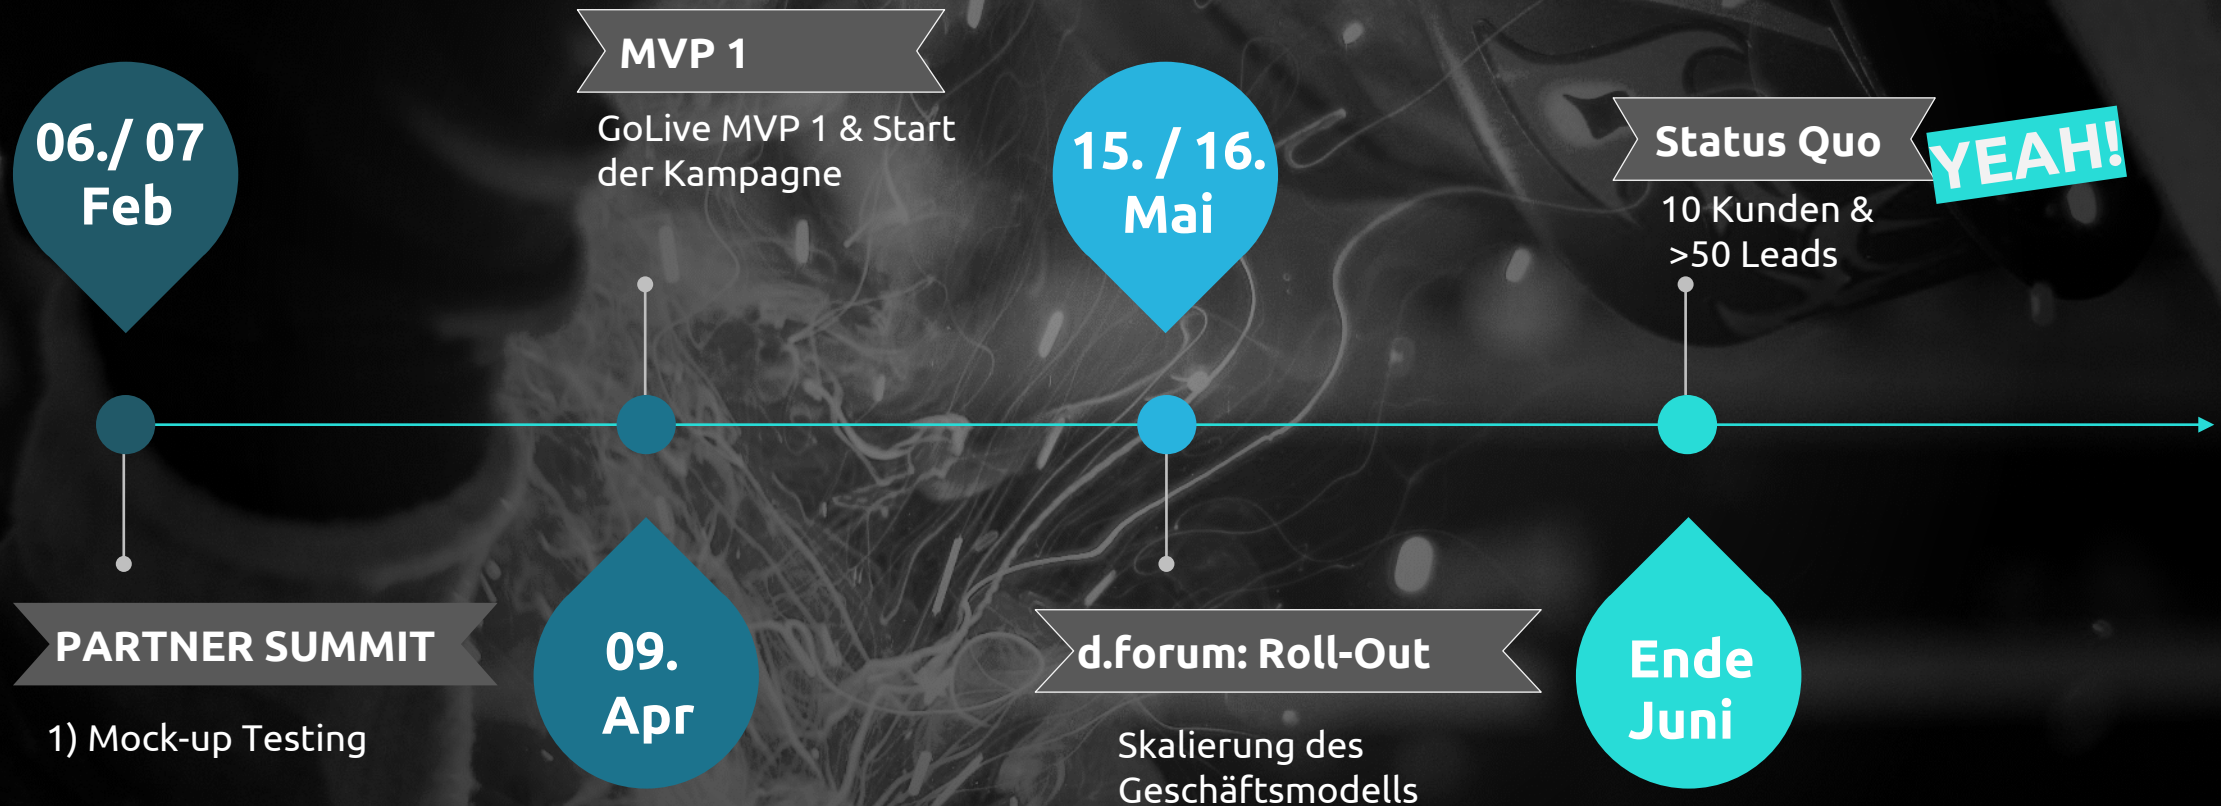 06./ 07
Feb
PARTNER SUMMIT
1) Mock-up Testing
MVP 1
GoLive MVP 1 & Start
der Kampagne
09.
Apr
15. / 16.
Mai
d.forum: Roll-Out
Skalierung des
Geschäftsmodells
Status Quo
YEAH!
10 Kunden &
>50 Leads
Ende
Juni